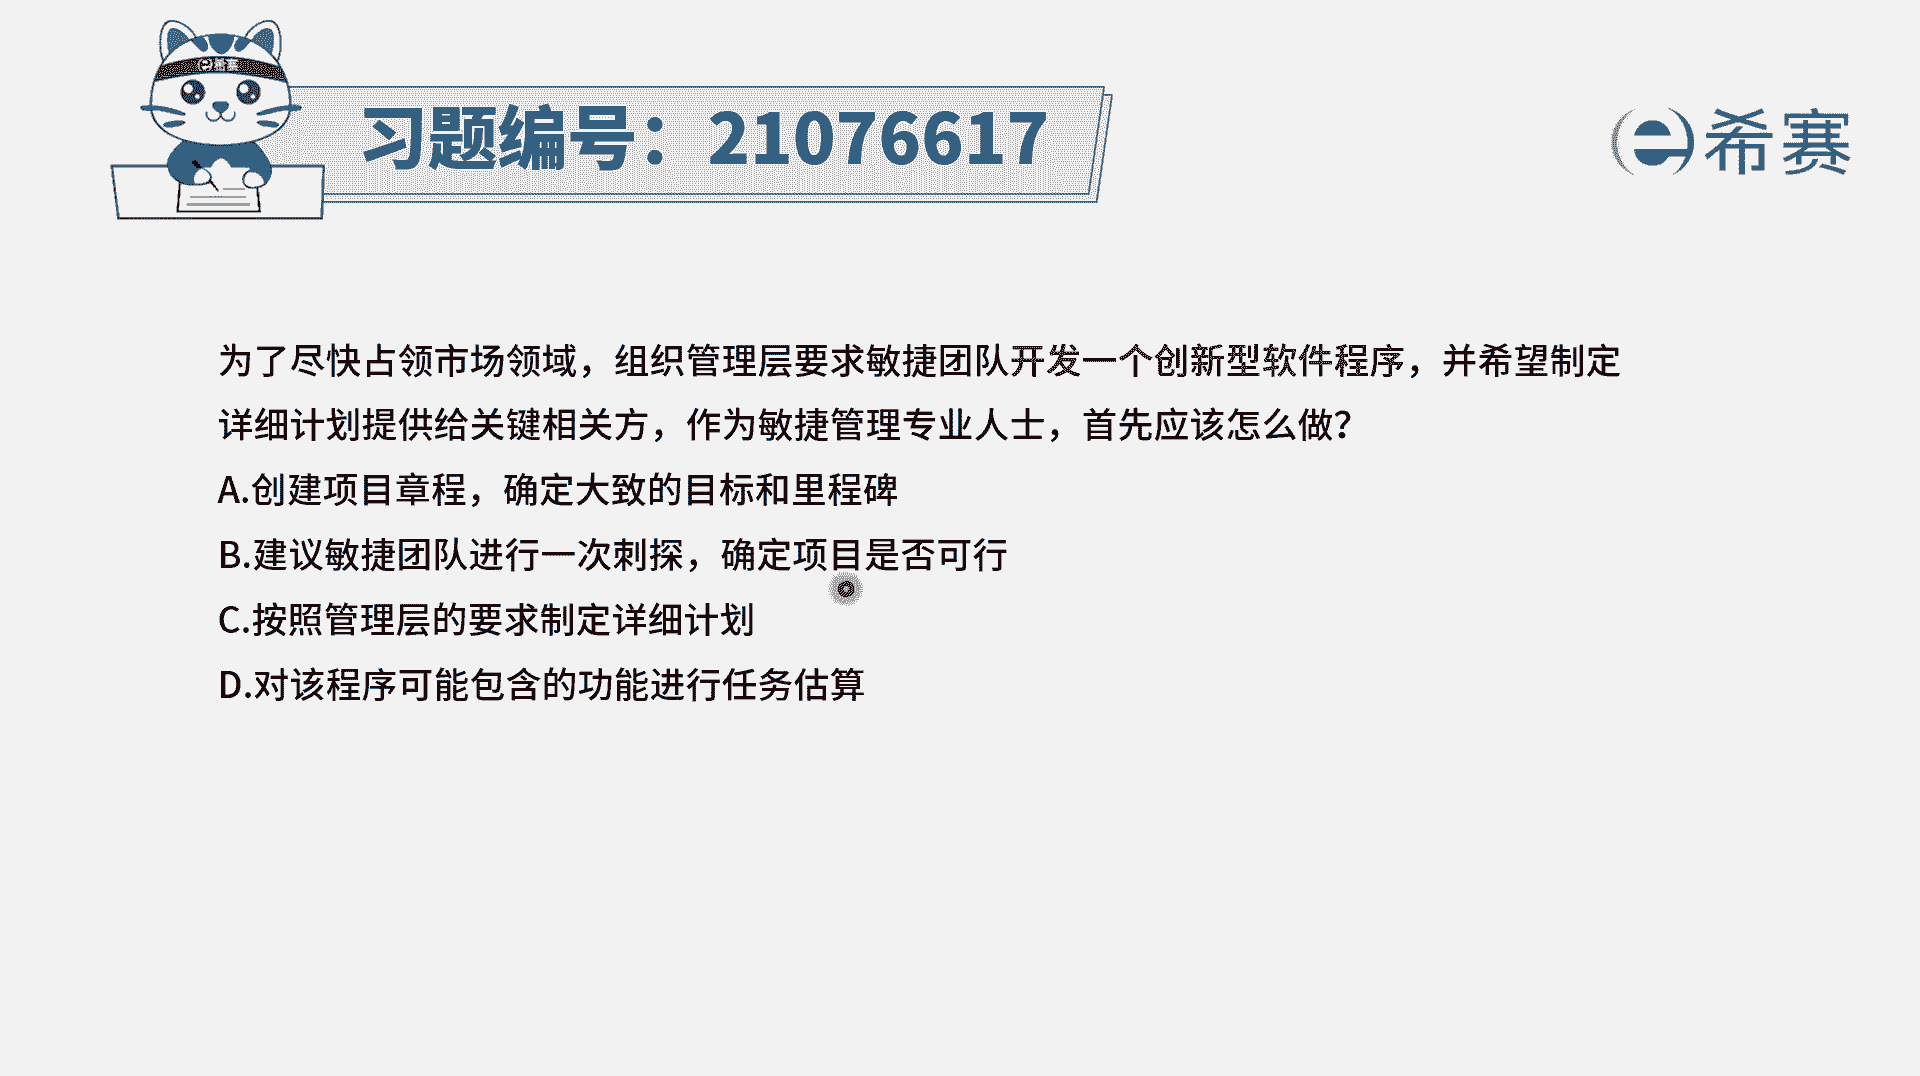 希赛
习题编号：21076617
希赛
为了尽快占领市场领域，组织管理层要求敏捷团队开发一个创新型软件程序，并希望制定
详细计划提供给关键相关方，作为敏捷管理专业人士，首先应该怎么做？
A.创建项目章程，确定大致的目标和里程碑
B.建议敏捷团队进行一次刺探，确定项目是否可行
C.按照管理层的要求制定详细计划
D.对该程序可能包含的功能进行任务估算